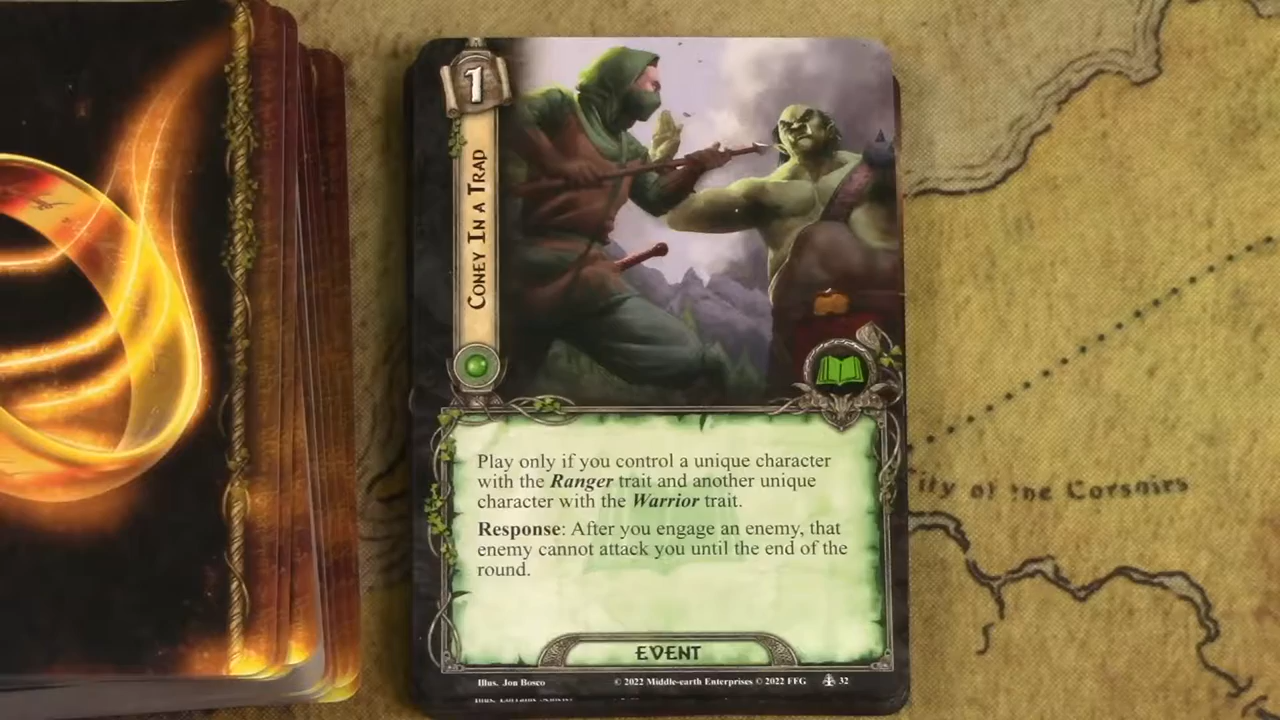 1
Coney In a Trap
Play only if you control a unique character
with the Ranger trait and another unique
character with the Warrior trait.
Response: After you engage an enemy, that
enemy cannot attack you until the end of the
round.
EVENT
Illus. Jon Bosco © 2022 Middle-earth Enterprises © 2022 FFG 32
City of the Corsairs